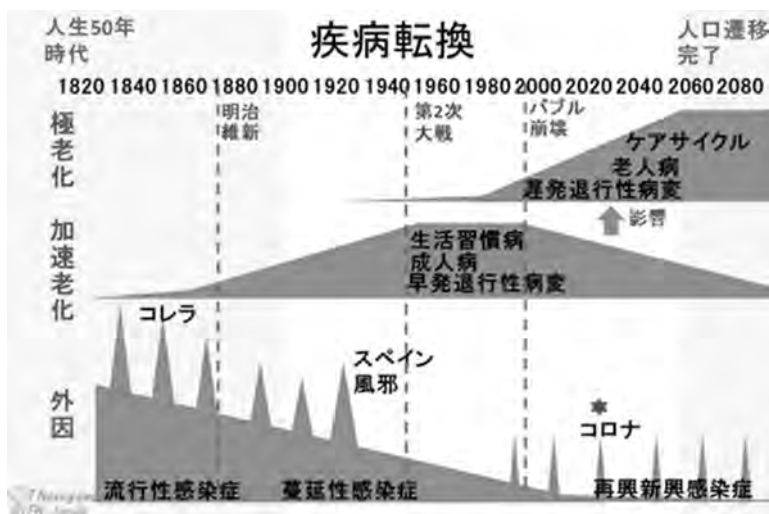 人生50年
時代
疾病転換
人口遷移
完了
1820 1840 1860 1880 1900 1920 1940 1960 1980 2000 2020 2040 2060 2080
明治
維新
第2次
大戦
バブル
崩壊
極老化
ケアサイクル
老人病
遅発退行性病変
影響
加速老化
生活習慣病
成人病
早発退行性病変
コレラ
スペイン
風邪
外因
コロナ
流行性感染症
蔓延性感染症
再興新興感染症